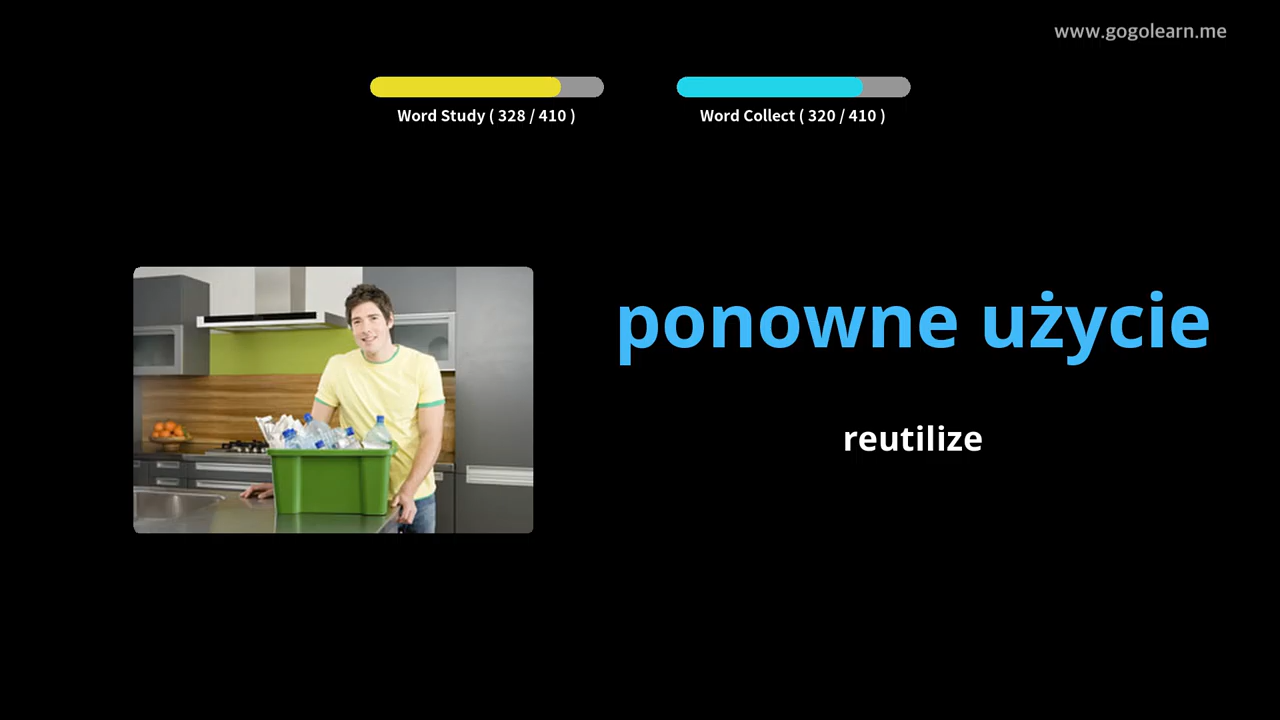 www.gogolearn.me
Word Study ( 328 / 410 )
Word Collect ( 320 / 410 )
ponowne użycie
reutilize